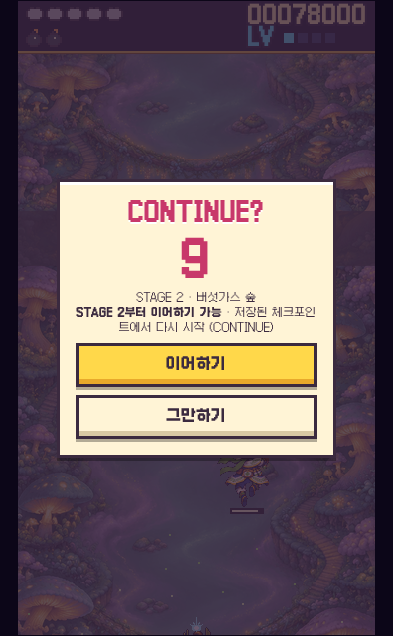 00078000
LV
CONTINUE?
9
STAGE 2 · 버섯가스 숲
STAGE 2부터 이어하기 가능 · 저장된 체크포인
트에서 다시 시작 (CONTINUE)
이어하기
그만하기